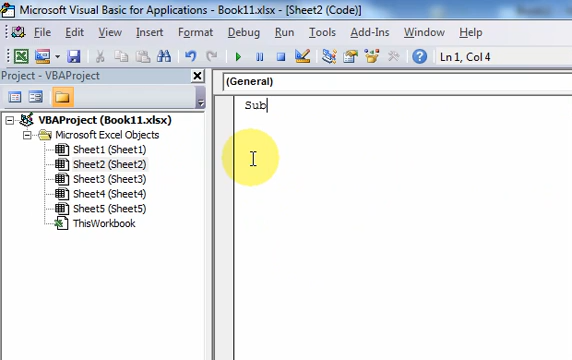 Microsoft Visual Basic for Applications - Book11.xlsx - [Sheet2 (Code)]
File Edit View Insert Format Debug Run Tools Add-Ins Window Help
Ln 1, Col 4
Project - VBAProject
(General)
Sub
VBAProject (Book11.xlsx)
Microsoft Excel Objects
Sheet1 (Sheet1)
Sheet2 (Sheet2)
Sheet3 (Sheet3)
Sheet4 (Sheet4)
Sheet5 (Sheet5)
ThisWorkbook